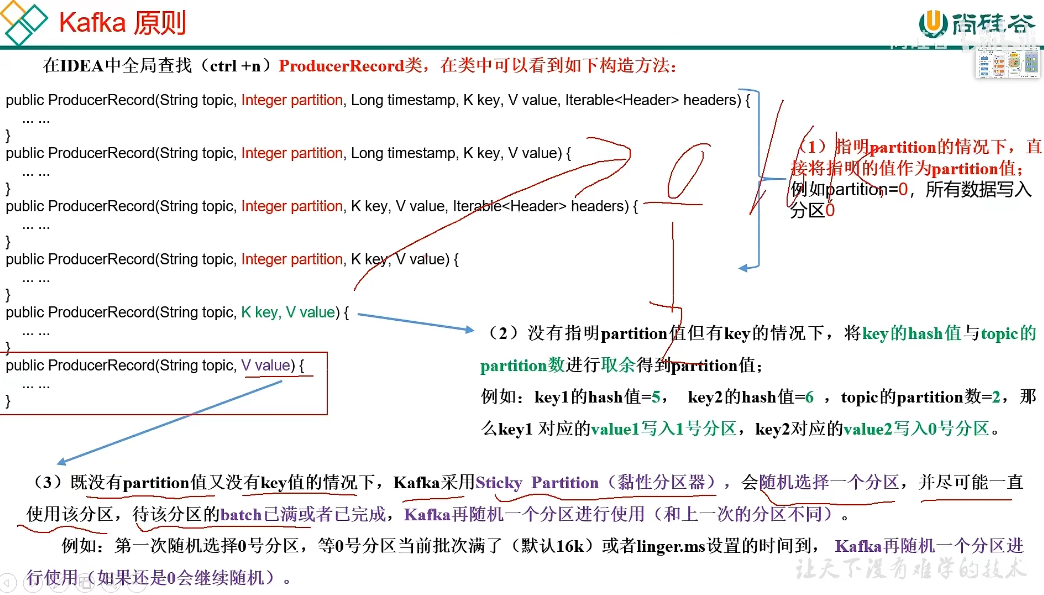 Kafka 原则
尚硅谷
在IDEA中全局查找（ctrl +n）ProducerRecord类，在类中可以看到如下构造方法：
public ProducerRecord(String topic, Integer partition, Long timestamp, K key, V value, Iterable<Header> headers) {
... ...
}
public ProducerRecord(String topic, Integer partition, Long timestamp, K key, V value) {
... ...
}
public ProducerRecord(String topic, Integer partition, K key, V value, Iterable<Header> headers) {
... ...
}
public ProducerRecord(String topic, Integer partition, K key, V value) {
... ...
}
public ProducerRecord(String topic, K key, V value) {
... ...
}
public ProducerRecord(String topic, V value) {
... ...
}
（1）指明partition的情况下，直
接将指明的值作为partition值；
例如partition=0，所有数据写入
分区0
（2）没有指明partition值但有key的情况下，将key的hash值与topic的
partition数进行取余得到partition值；
例如：key1的hash值=5， key2的hash值=6 ，topic的partition数=2，那
么key1 对应的value1写入1号分区，key2对应的value2写入0号分区。
（3）既没有partition值又没有key值的情况下，Kafka采用Sticky Partition（黏性分区器），会随机选择一个分区，并尽可能一直
使用该分区，待该分区的batch已满或者已完成，Kafka再随机一个分区进行使用（和上一次的分区不同）。
例如：第一次随机选择0号分区，等0号分区当前批次满了（默认16k）或者linger.ms设置的时间到， Kafka再随机一个分区进
行使用（如果还是0会继续随机）。
让天下没有难学的技术